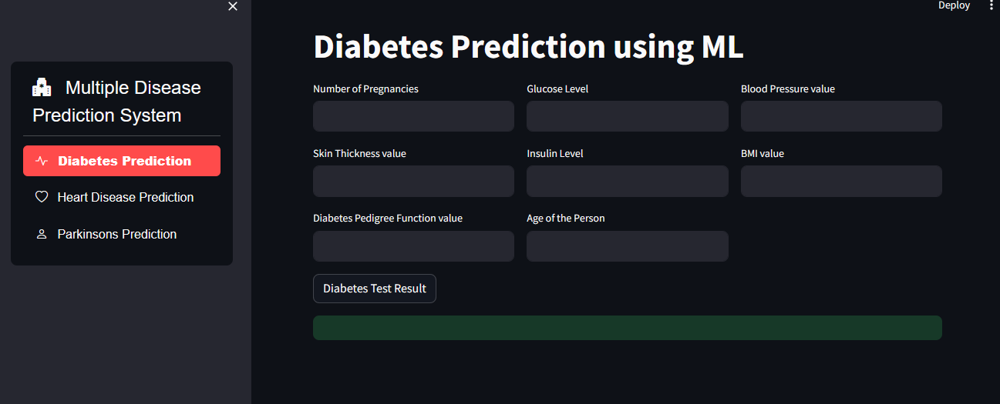 Deploy
Multiple Disease
Prediction System
Diabetes Prediction
Heart Disease Prediction
Parkinsons Prediction
Diabetes Prediction using ML
Number of Pregnancies
Glucose Level
Blood Pressure value
Skin Thickness value
Insulin Level
BMI value
Diabetes Pedigree Function value
Age of the Person
Diabetes Test Result